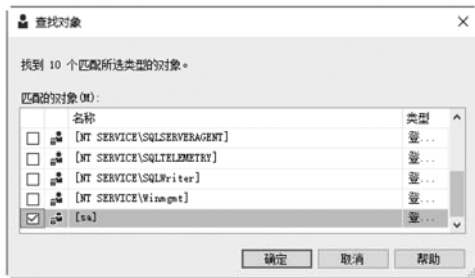 查找对象
找到 10 个匹配所选类型的对象。
匹配的对象(M):
名称 类型
[NT SERVICE\SQLSERVERAGENT] 登...
[NT SERVICE\SQLTELEMETRY] 登...
[NT SERVICE\SQLWriter] 登...
[NT SERVICE\Winmgmt] 登...
[sa] 登...
确定 取消 帮助